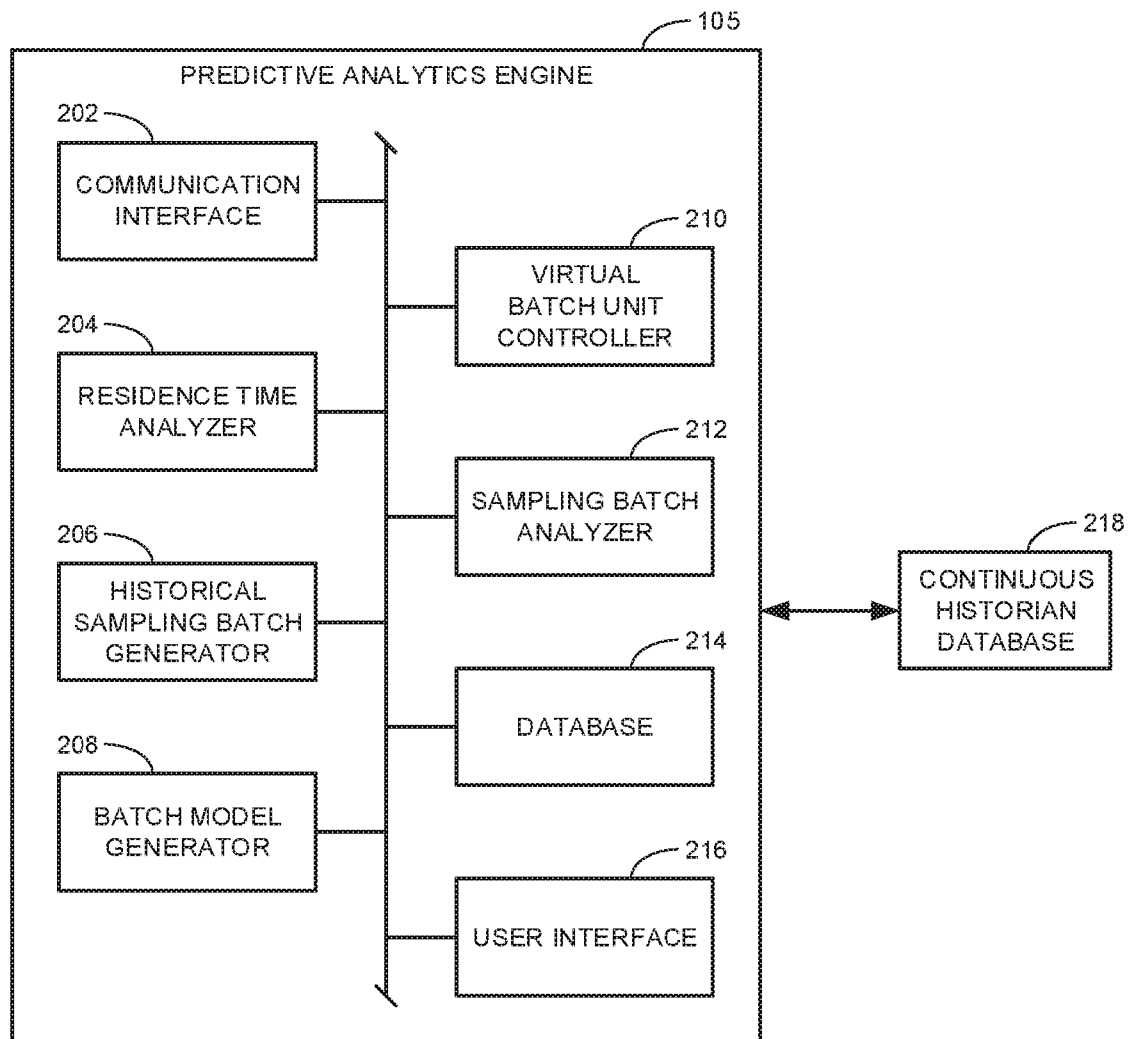 105
PREDICTIVE ANALYTICS ENGINE
202
COMMUNICATION
INTERFACE
210
VIRTUAL
BATCH UNIT
CONTROLLER
204
RESIDENCE TIME
ANALYZER
212
SAMPLING BATCH
ANALYZER
206
HISTORICAL
SAMPLING BATCH
GENERATOR
218
CONTINUOUS
HISTORIAN
DATABASE
214
DATABASE
208
BATCH MODEL
GENERATOR
216
USER INTERFACE